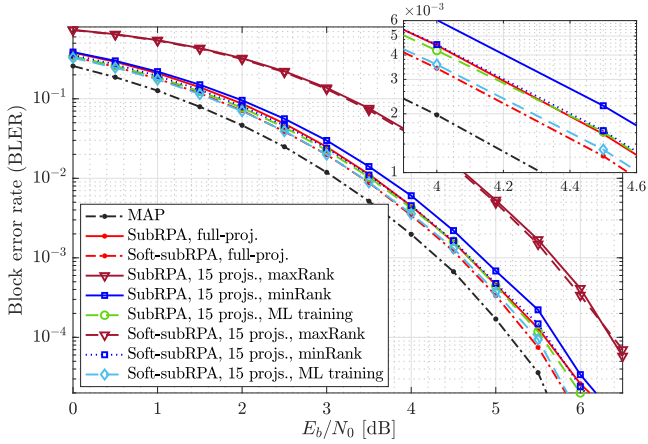 Block error rate (BLER)
10⁻¹
10⁻²
10⁻³
10⁻⁴
0
1
2
3
4
5
6
E_b/N_0 [dB]
×10⁻³
6
5
4
3
2
1
4
4.2
4.4
4.6
MAP
SubRPA, full-proj.
Soft-subRPA, full-proj.
SubRPA, 15 projs., maxRank
SubRPA, 15 projs., minRank
SubRPA, 15 projs., ML training
Soft-subRPA, 15 projs., maxRank
Soft-subRPA, 15 projs., minRank
Soft-subRPA, 15 projs., ML training